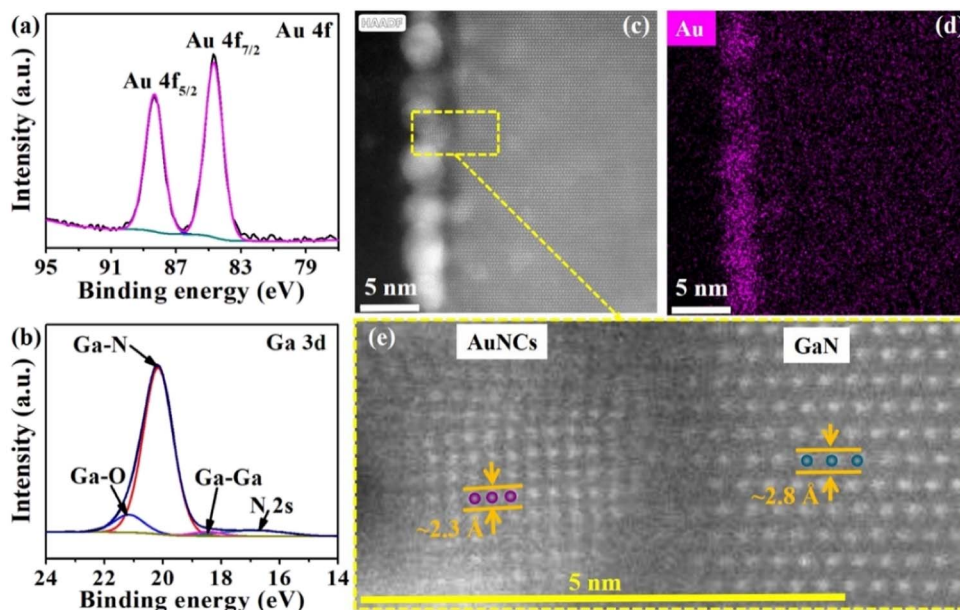 (a)
Au 4f
Au 4f7/2
Au 4f5/2
Intensity (a.u.)
95 91 87 83 79
Binding energy (eV)
HAADF
(c)
5 nm
Au
(d)
5 nm
(b)
Ga 3d
Ga-N
Ga-O
Ga-Ga
N 2s
Intensity (a.u.)
24 22 20 18 16 14
Binding energy (eV)
(e)
AuNCs
GaN
~2.3 Å
~2.8 Å
5 nm